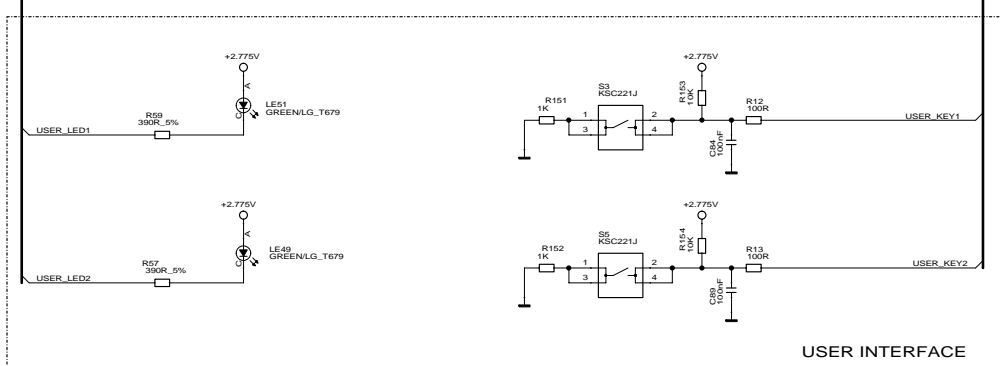 +2.775V
LE51
GREEN/LG_T679
A
C
R59
390R_5%
USER_LED1
S3
KSC221J
R151
1K
1
2
3
4
R153
10K
+2.775V
R12
100R
C84
100nF
USER_KEY1
+2.775V
LE49
GREEN/LG_T679
A
C
R57
390R_5%
USER_LED2
S5
KSC221J
R152
1K
1
2
3
4
R154
10K
+2.775V
R13
100R
C89
100nF
USER_KEY2
USER INTERFACE